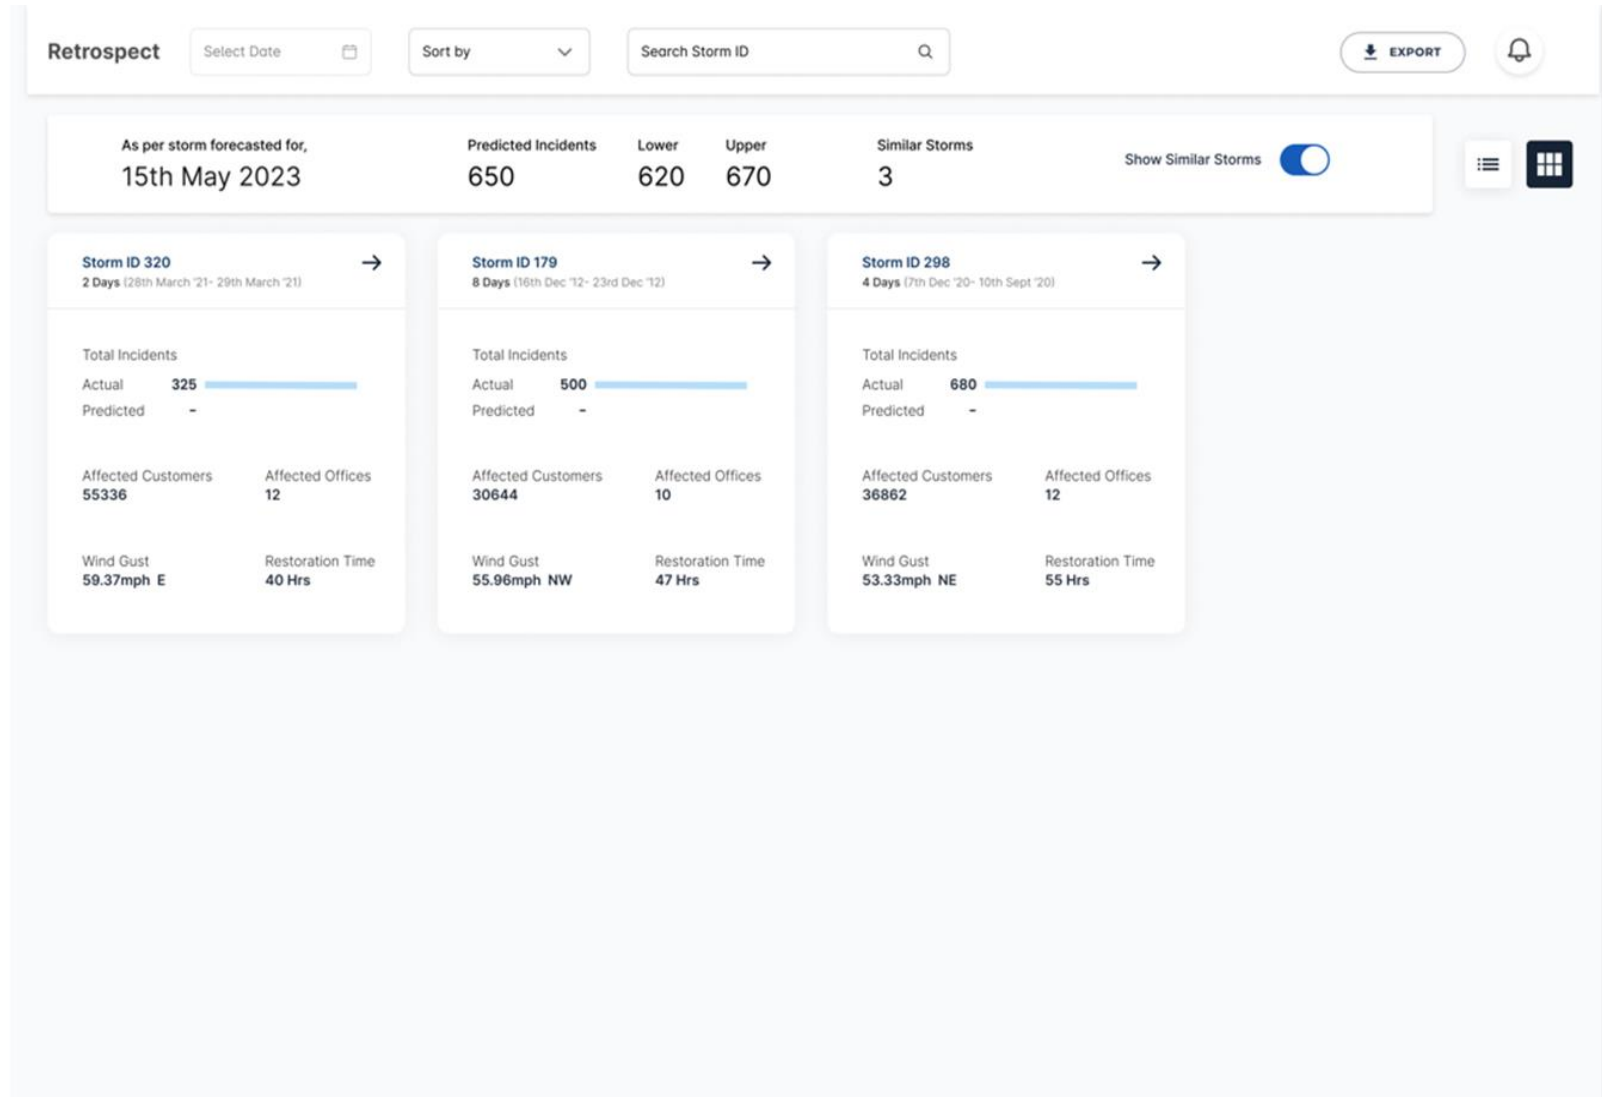 Retrospect
Select Date
Sort by
Search Storm ID
EXPORT
As per storm forecasted for,
15th May 2023
Predicted Incidents
650
Lower
620
Upper
670
Similar Storms
3
Show Similar Storms
Storm ID 320
2 Days (28th March '21- 29th March '21)
Total Incidents
Actual 325
Predicted -
Affected Customers
55336
Affected Offices
12
Wind Gust
59.37mph E
Restoration Time
40 Hrs
Storm ID 179
8 Days (16th Dec '12- 23rd Dec '12)
Total Incidents
Actual 500
Predicted -
Affected Customers
30644
Affected Offices
10
Wind Gust
55.96mph NW
Restoration Time
47 Hrs
Storm ID 298
4 Days (7th Dec '20- 10th Sept '20)
Total Incidents
Actual 680
Predicted -
Affected Customers
36862
Affected Offices
12
Wind Gust
53.33mph NE
Restoration Time
55 Hrs